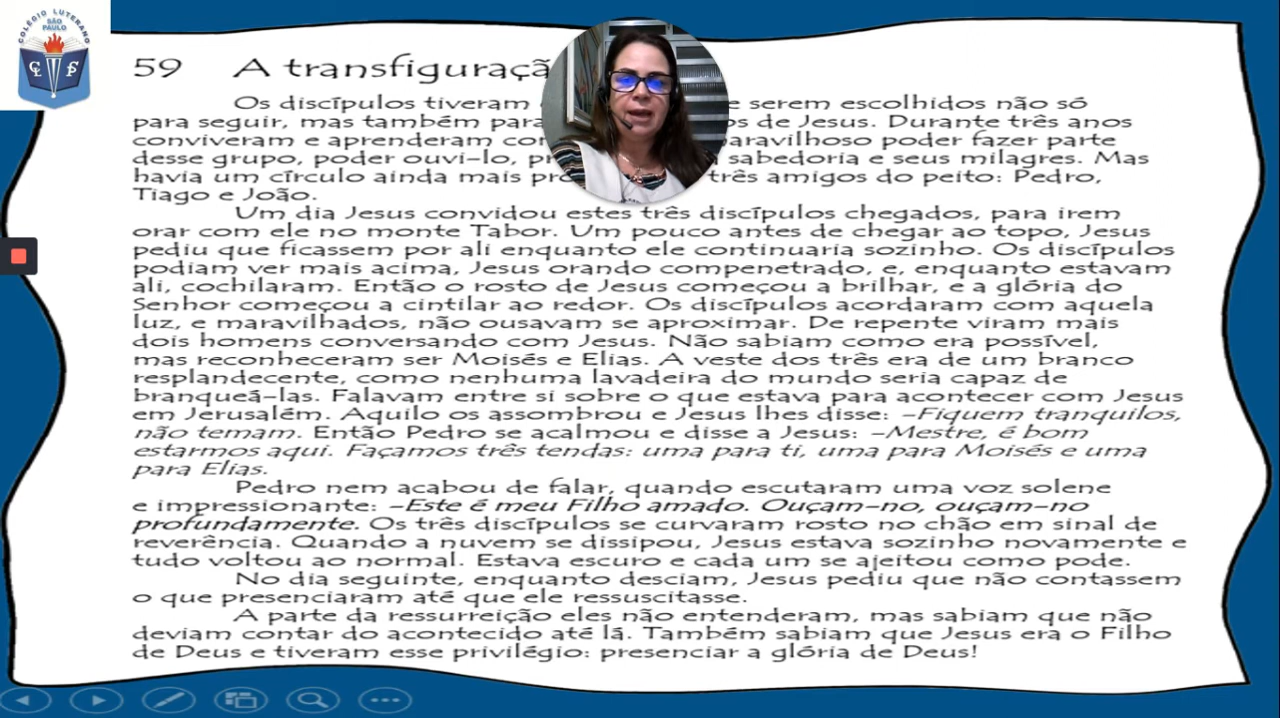 COLÉGIO LUTERANO
SÃO
PAULO
59 A transfiguraçã
Os discípulos tiveram e serem escolhidos não só
para seguir, mas também para os de Jesus. Durante três anos
conviveram e aprenderam com aravilhoso poder fazer parte
desse grupo, poder ouvi-lo, pr sabedoria e seus milagres. Mas
havia um círculo ainda mais pró três amigos do peito: Pedro,
Tiago e João.
Um dia Jesus convidou estes três discípulos chegados, para irem
orar com ele no monte Tabor. Um pouco antes de chegar ao topo, Jesus
pediu que ficassem por ali enquanto ele continuaria sozinho. Os discípulos
podiam ver mais acima, Jesus orando compenetrado, e, enquanto estavam
ali, cochilaram. Então o rosto de Jesus começou a brilhar, e a glória do
Senhor começou a cintilar ao redor. Os discípulos acordaram com aquela
luz, e maravilhados, não ousavam se aproximar. De repente viram mais
dois homens conversando com Jesus. Não sabiam como era possível,
mas reconheceram ser Moisés e Elias. A veste dos três era de um branco
resplandecente, como nenhuma lavadeira do mundo seria capaz de
branqueá-las. Falavam entre si sobre o que estava para acontecer com Jesus
em Jerusalém. Aquilo os assombrou e Jesus lhes disse: –Fiquem tranquilos,
não temam. Então Pedro se acalmou e disse a Jesus: –Mestre, é bom
estarmos aqui. Façamos três tendas: uma para ti, uma para Moisés e uma
para Elias.
Pedro nem acabou de falar, quando escutaram uma voz solene
e impressionante: –Este é meu Filho amado. Ouçam-no, ouçam-no
profundamente. Os três discípulos se curvaram rosto no chão em sinal de
reverência. Quando a nuvem se dissipou, Jesus estava sozinho novamente e
tudo voltou ao normal. Estava escuro e cada um se ajeitou como pode.
No dia seguinte, enquanto desciam, Jesus pediu que não contassem
o que presenciaram até que ele ressuscitasse.
A parte da ressurreição eles não entenderam, mas sabiam que não
deviam contar do acontecido até lá. Também sabiam que Jesus era o Filho
de Deus e tiveram esse privilégio: presenciar a glória de Deus!